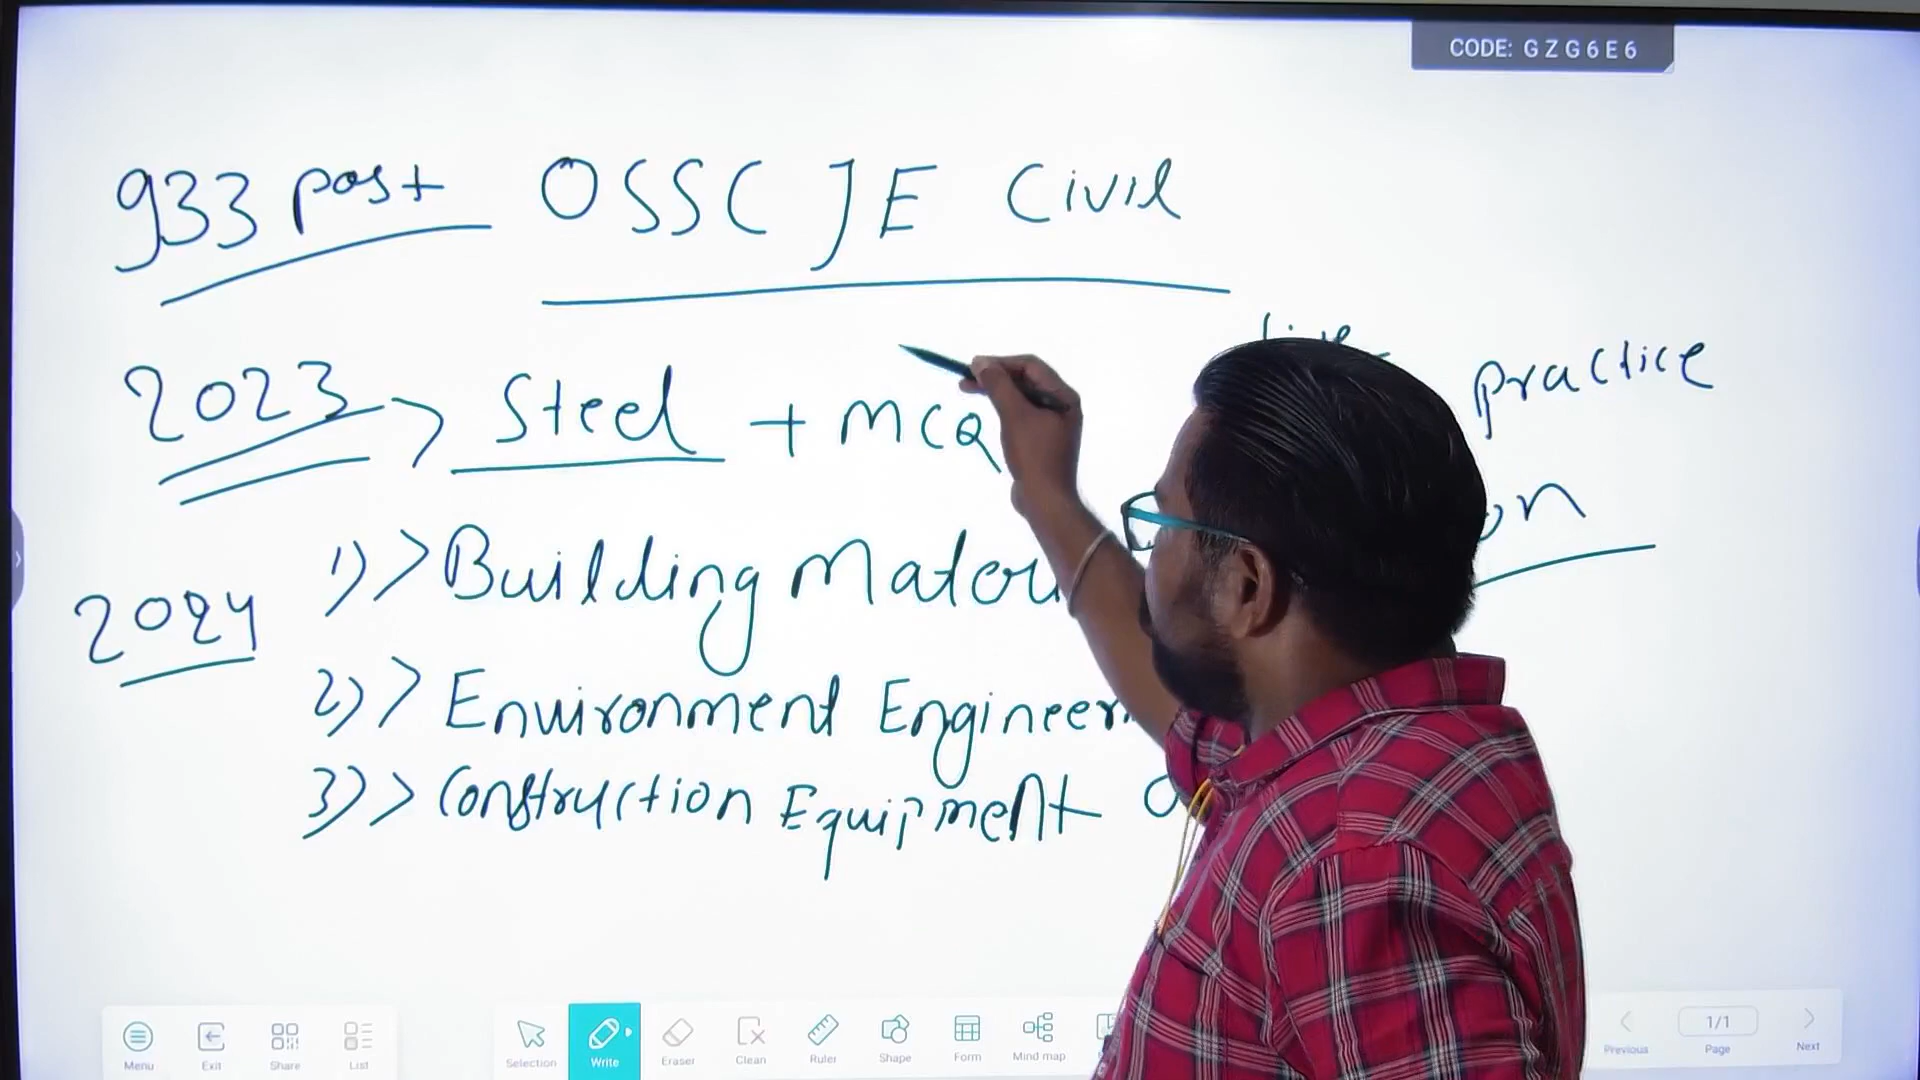 CODE: GZG6E6
933 post OSSC JE Civil
2023 > Steel + MCQ practice
1) > Building
2024
2) > Environment
3) > Construction Equipment
Menu Exit Share List Selection Write Eraser Clean Ruler Shape Form Mind map Previous 1/1 Page Next